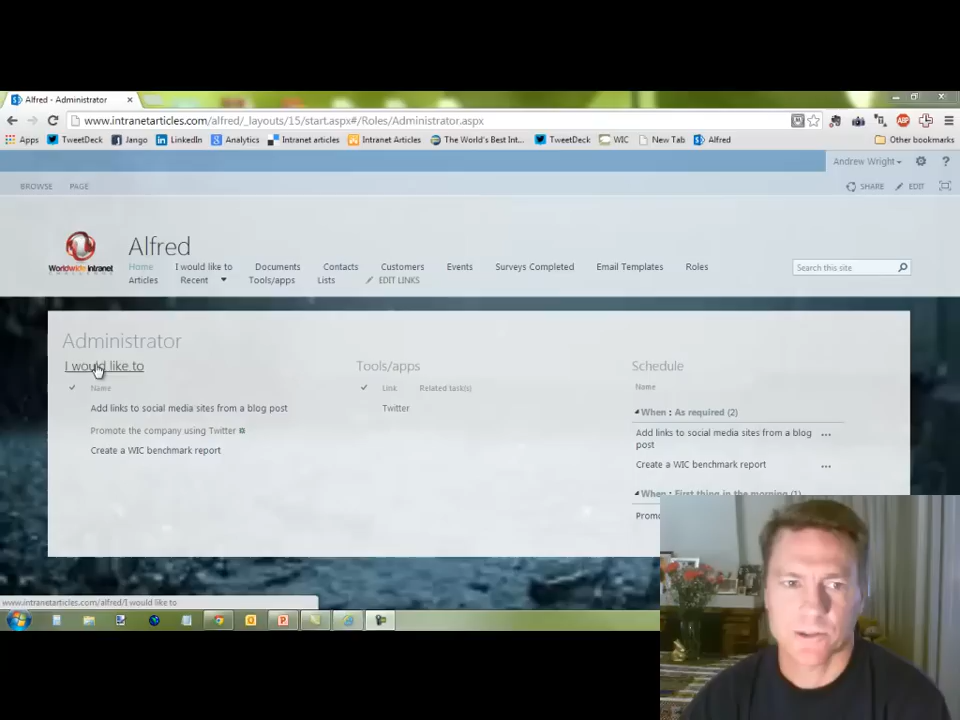 Alfred - Administrator
www.intranetarticles.com/alfred/_layouts/15/start.aspx#/Roles/Administrator.aspx
Apps TweetDeck Jango LinkedIn Analytics Intranet articles Intranet Articles The World's Best Int... TweetDeck WIC New Tab Alfred Other bookmarks
Andrew Wright
BROWSE PAGE SHARE EDIT
Alfred
Worldwide Intranet
Home I would like to Documents Contacts Customers Events Surveys Completed Email Templates Roles
Search this site
Articles Recent Tools/apps Lists EDIT LINKS
Administrator
I would like to Tools/apps Schedule
Name Link Related task(s) Name
Add links to social media sites from a blog post Twitter
When : As required (2)
Promote the company using Twitter
Add links to social media sites from a blog
post
Create a WIC benchmark report
Create a WIC benchmark report
When : First thing in the morning (1)
www.intranetarticles.com/alfred/I would like to